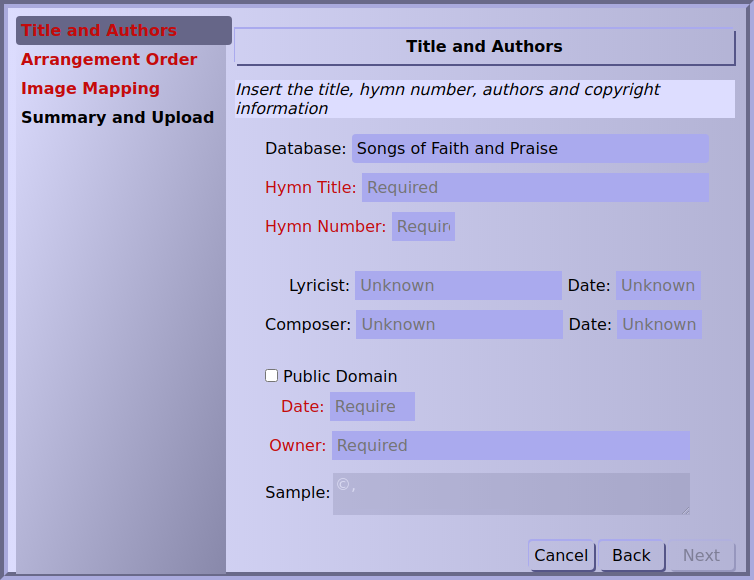 Title and Authors
Arrangement Order
Image Mapping
Summary and Upload
Title and Authors
Insert the title, hymn number, authors and copyright
information
Database: Songs of Faith and Praise
Hymn Title: Required
Hymn Number: Requir
Lyricist: Unknown Date: Unknown
Composer: Unknown Date: Unknown
Public Domain
Date: Require
Owner: Required
Sample: ©,
Cancel Back Next